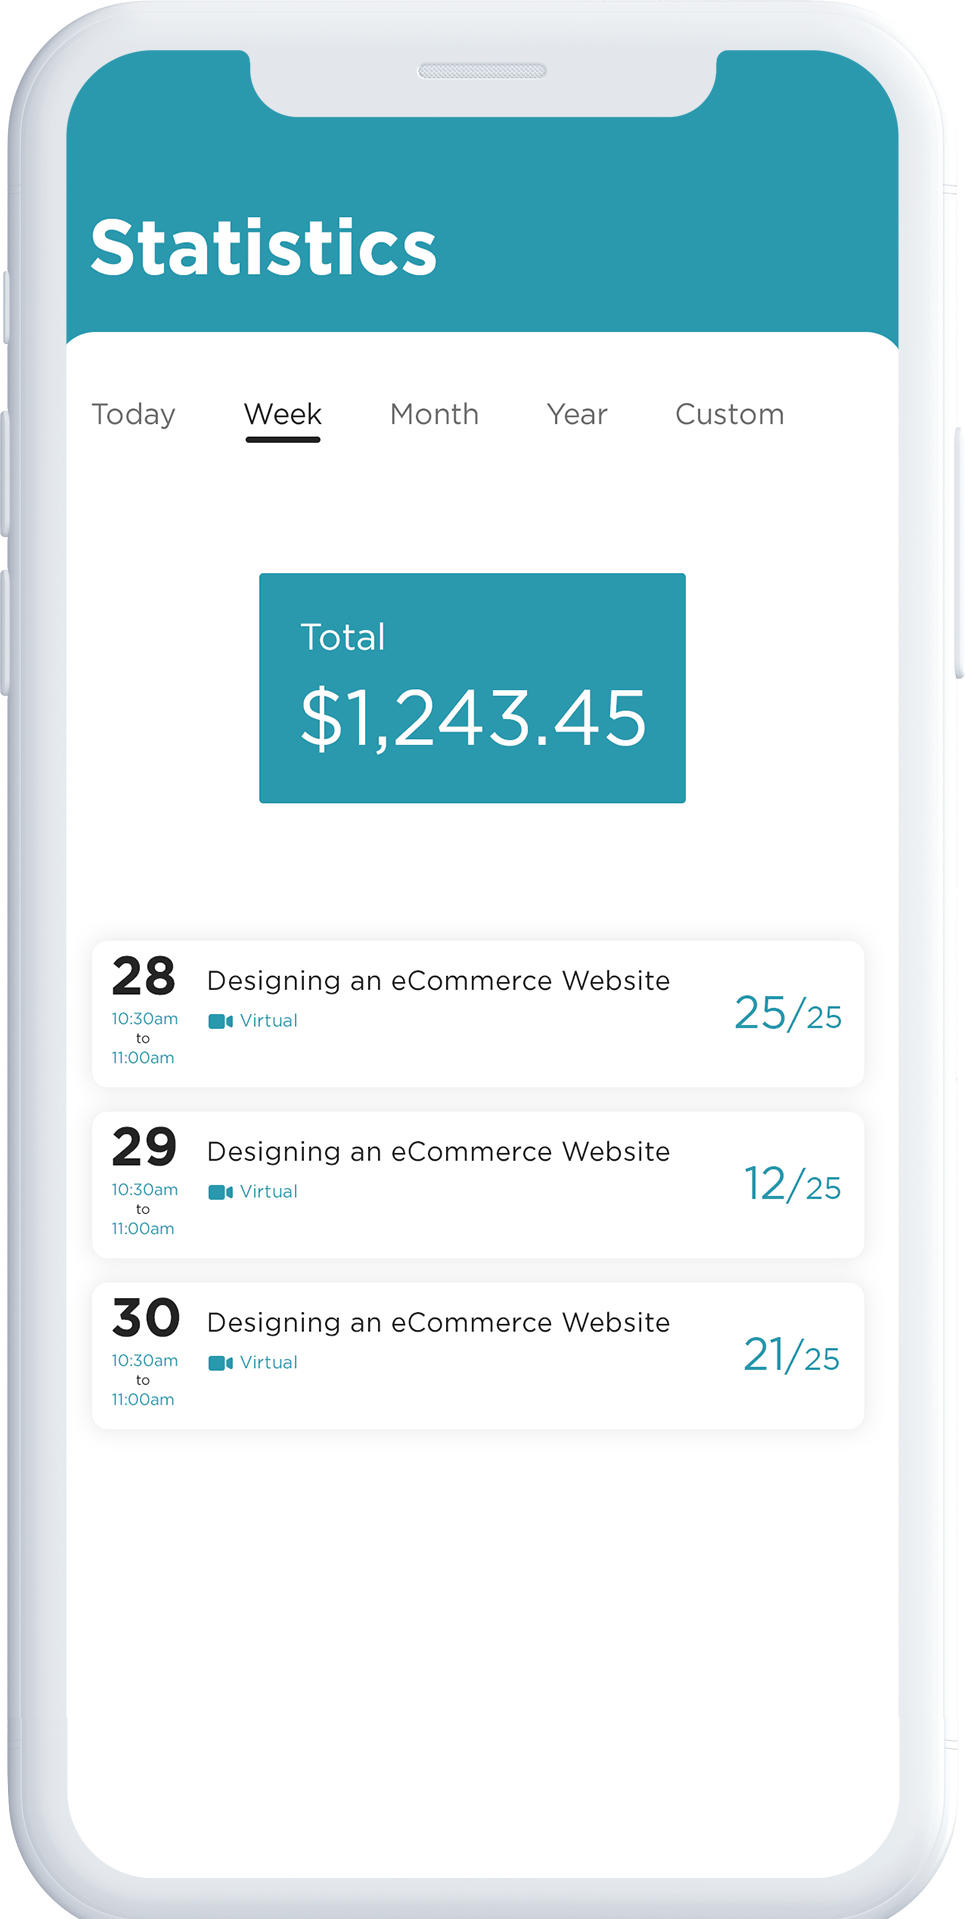 Statistics
Today Week Month Year Custom
Total
$1,243.45
28 Designing an eCommerce Website
10:30am Virtual 25/25
to
11:00am
29 Designing an eCommerce Website
10:30am Virtual 12/25
to
11:00am
30 Designing an eCommerce Website
10:30am Virtual 21/25
to
11:00am